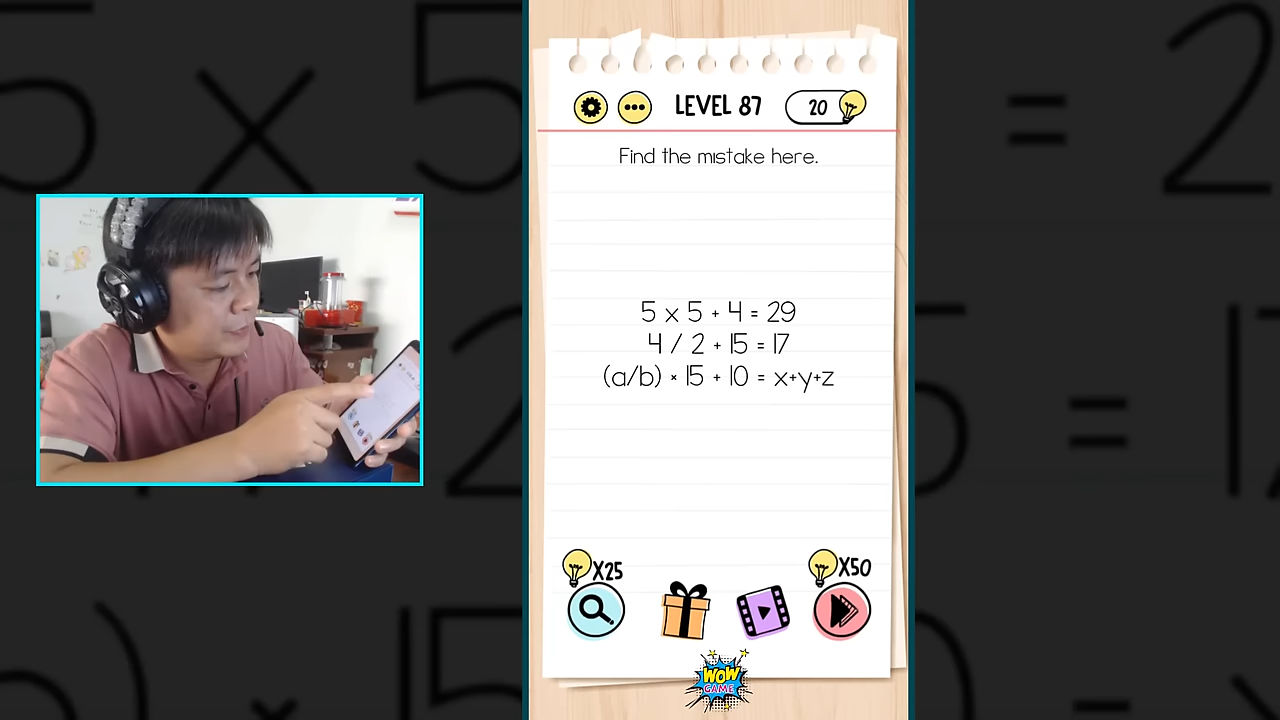 LEVEL 87
20
Find the mistake here.
5 x 5 + 4 = 29
4 / 2 + 15 = 17
(a/b) × 15 + 10 = x+y+z
X25
X50
WOW
GAME